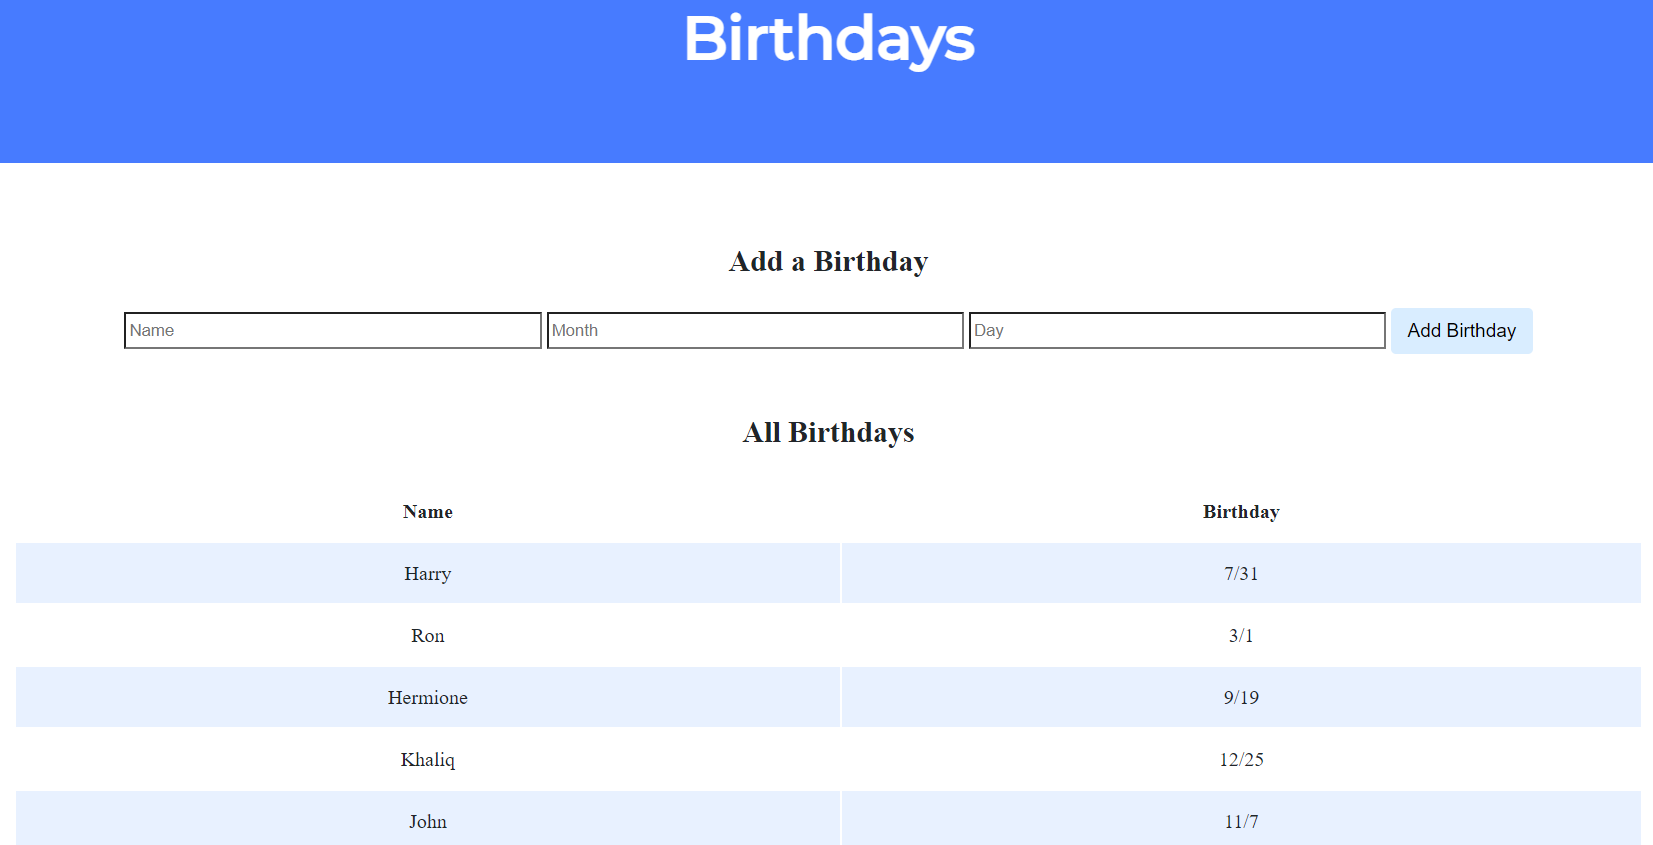 Birthdays
Add a Birthday
Name Month Day Add Birthday
All Birthdays
Name Birthday
Harry 7/31
Ron 3/1
Hermione 9/19
Khaliq 12/25
John 11/7